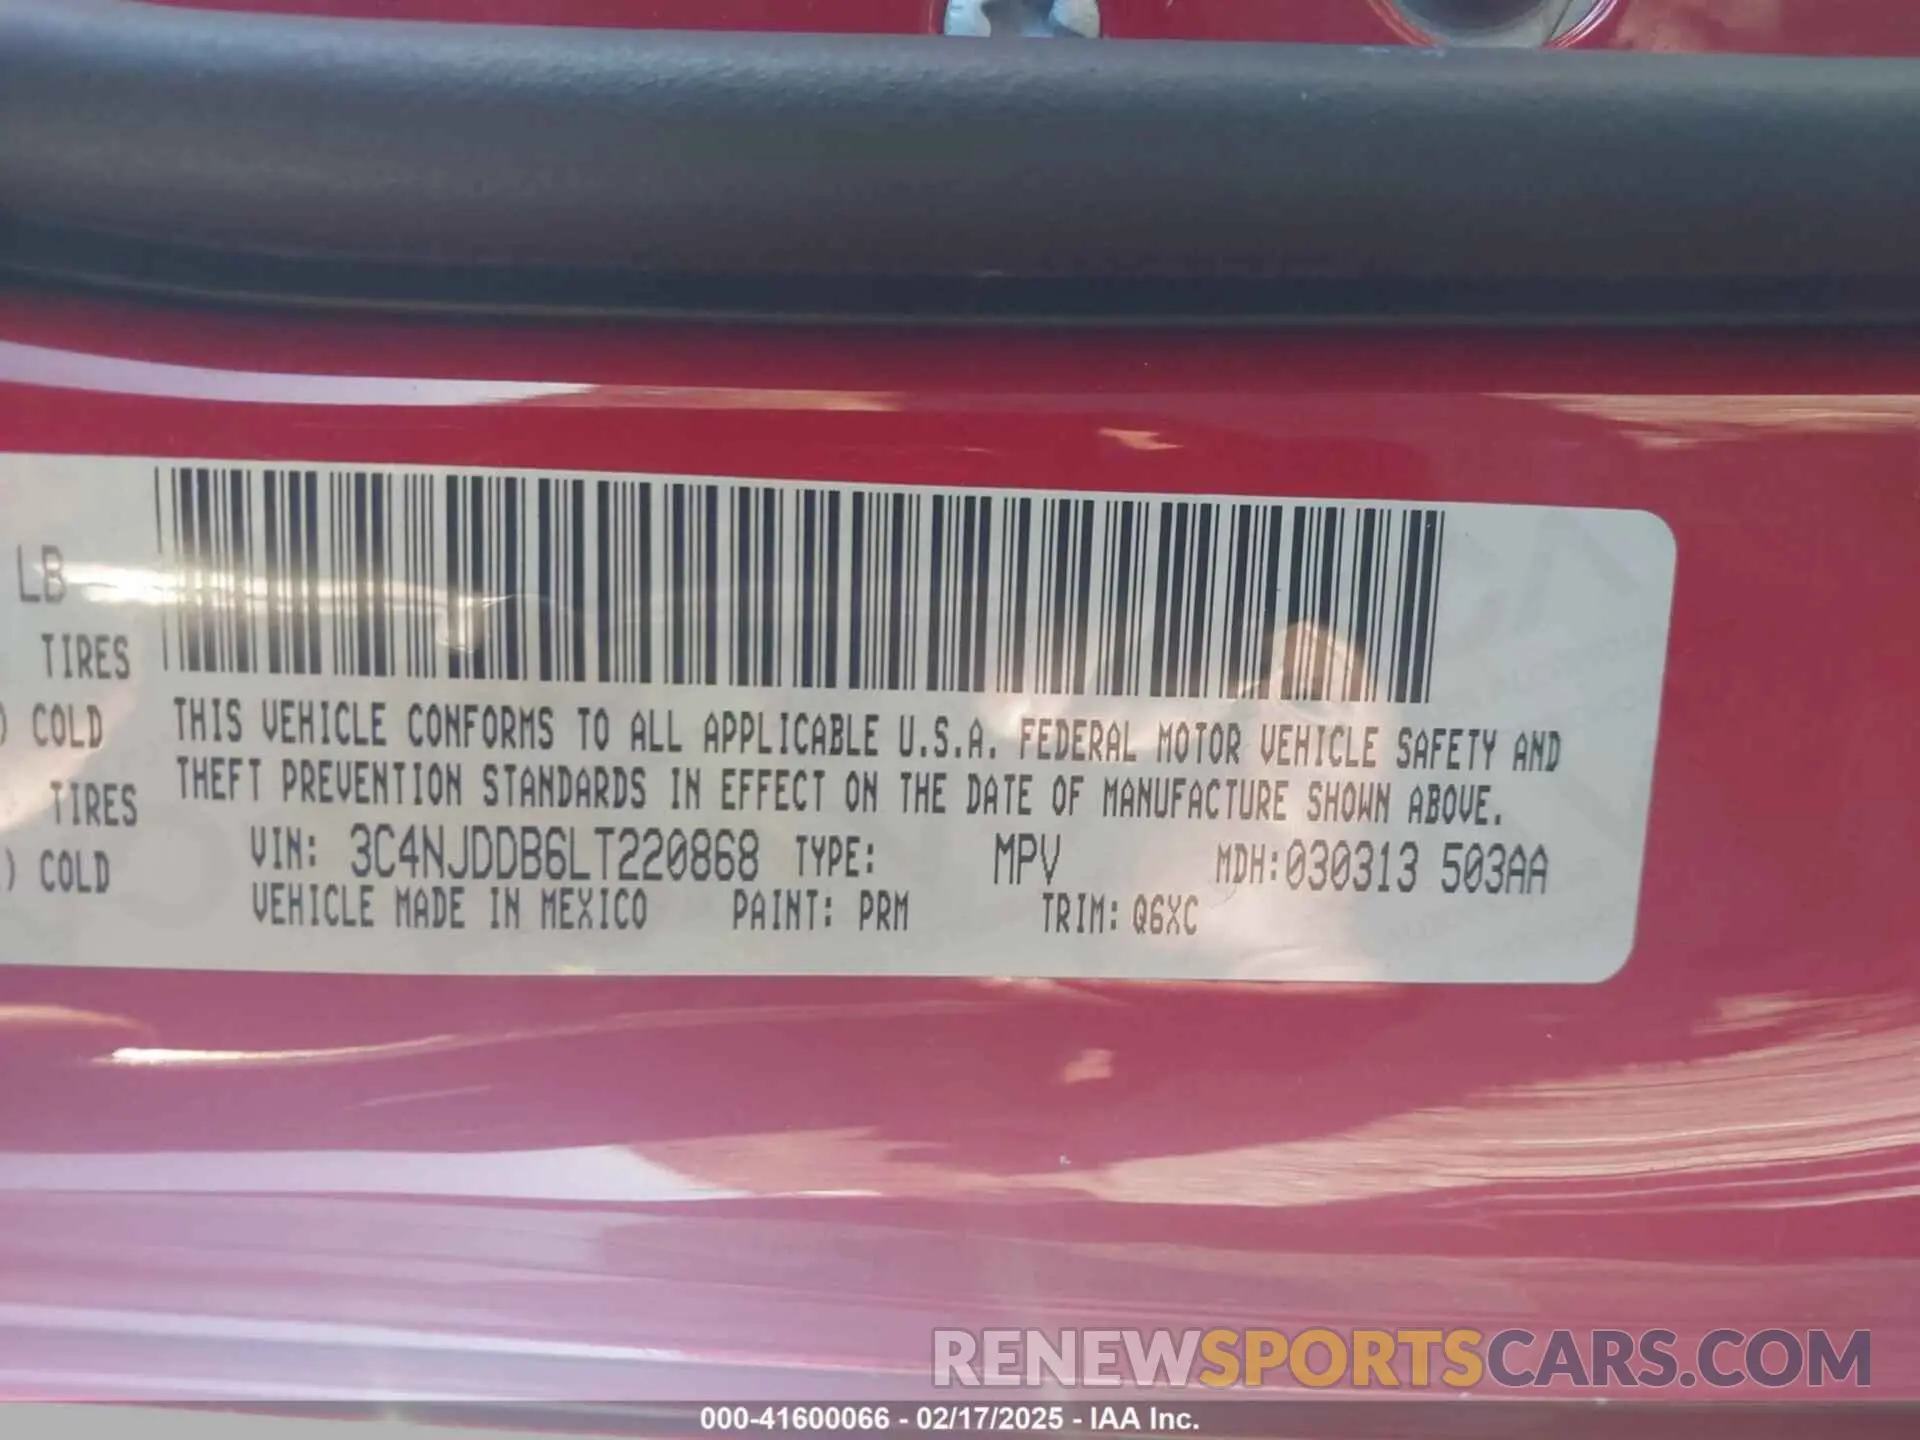 LB
TIRES
) COLD
TIRES
) COLD
THIS VEHICLE CONFORMS TO ALL APPLICABLE U.S.A. FEDERAL MOTOR VEHICLE SAFETY AND
THEFT PREVENTION STANDARDS IN EFFECT ON THE DATE OF MANUFACTURE SHOWN ABOVE.
VIN: 3C4NJDDB6LT220868 TYPE: MPV MDH:030313 503AA
VEHICLE MADE IN MEXICO PAINT: PRM TRIM: Q6XC
RENEWSPORTSCARS.COM
000-41600066 - 02/17/2025 - IAA Inc.